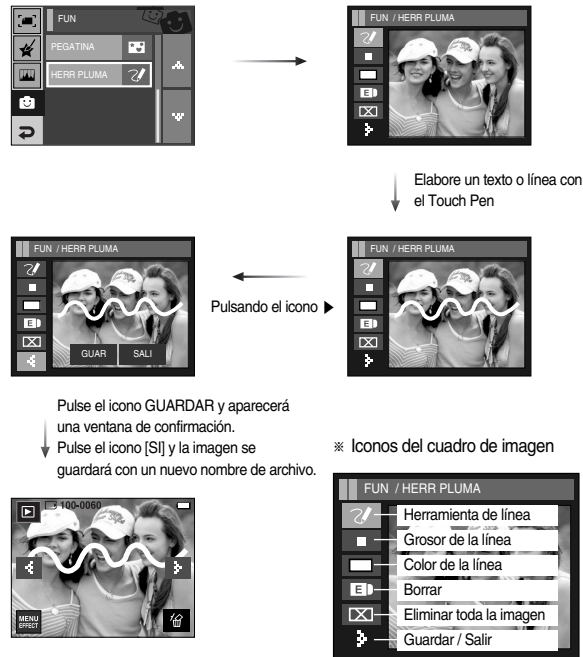 FUN
PEGATINA
HERR PLUMA
FUN / HERR PLUMA
E
Elabore un texto o línea con
el Touch Pen
FUN / HERR PLUMA
E
GUAR SALI
Pulsando el icono ▶
FUN / HERR PLUMA
E
Pulse el icono GUARDAR y aparecerá
una ventana de confirmación.
Pulse el icono [SI] y la imagen se
guardará con un nuevo nombre de archivo.
100-0060
MENU
EFFECT
※ Iconos del cuadro de imagen
FUN / HERR PLUMA
Herramienta de línea
Grosor de la línea
Color de la línea
E
Borrar
Eliminar toda la imagen
Guardar / Salir